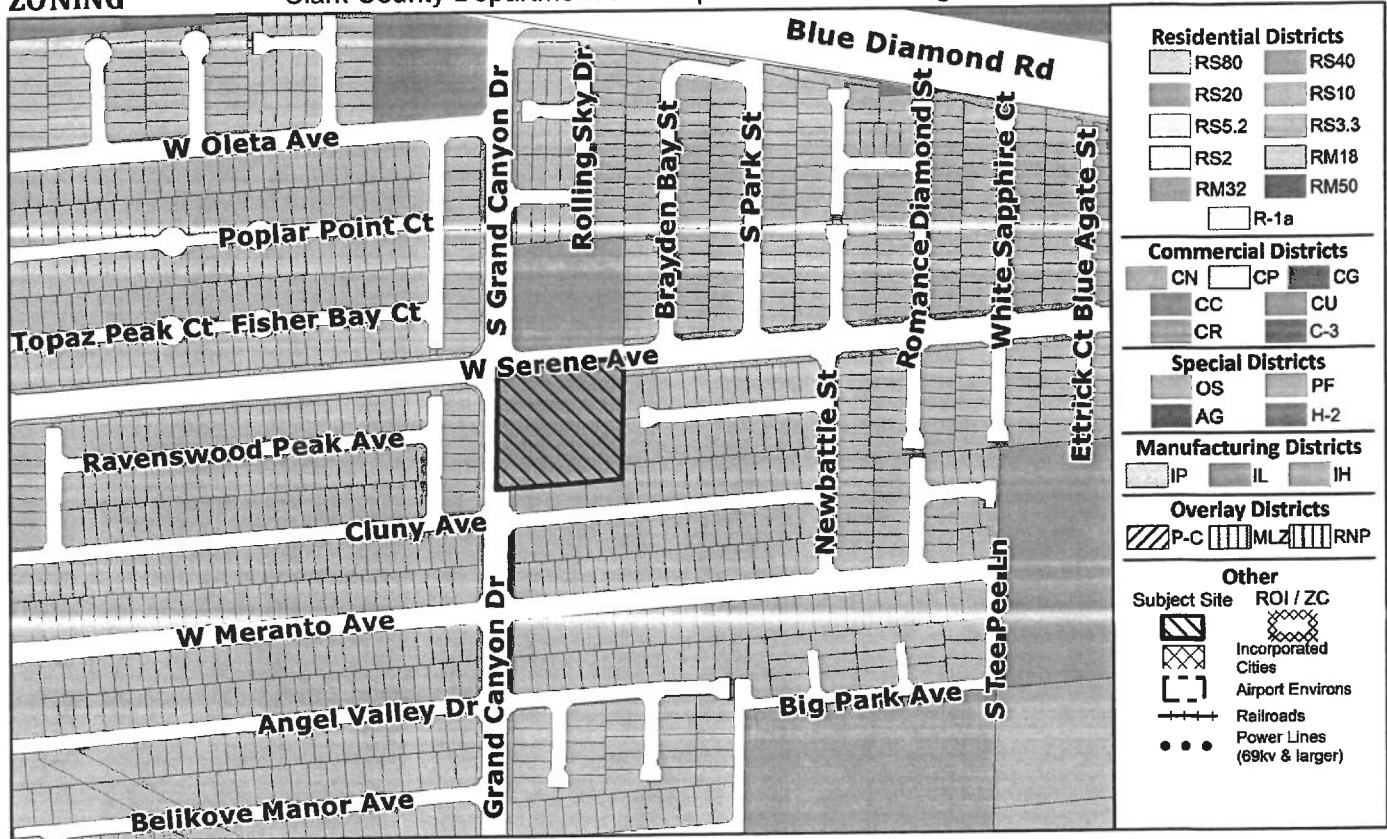 ZONING
Blue Diamond Rd
W Oleta Ave
S Grand Canyon Dr
Rolling Sky Dr
Brayden Bay St
S Park St
Romance Diamond St
White Sapphire Ct
Ettrick Ct Blue Agate St
Poplar Point Ct
Topaz Peak Ct Fisher Bay Ct
W Serene Ave
Ravenswood Peak Ave
Cluny Ave
Newbattle St
S Tee Pee Ln
W Meranto Ave
Grand Canyon Dr
Angel Valley Dr
Big Park Ave
Belikove Manor Ave
Residential Districts
RS80 RS40
RS20 RS10
RS5.2 RS3.3
RS2 RM18
RM32 RM50
R-1a
Commercial Districts
CN CP CG
CC CU
CR C-3
Special Districts
OS PF
AG H-2
Manufacturing Districts
IP IL IH
Overlay Districts
P-C MLZ RNP
Other
Subject Site ROI / ZC
Incorporated
Cities
Airport Environs
Railroads
Power Lines
(69kv & larger)